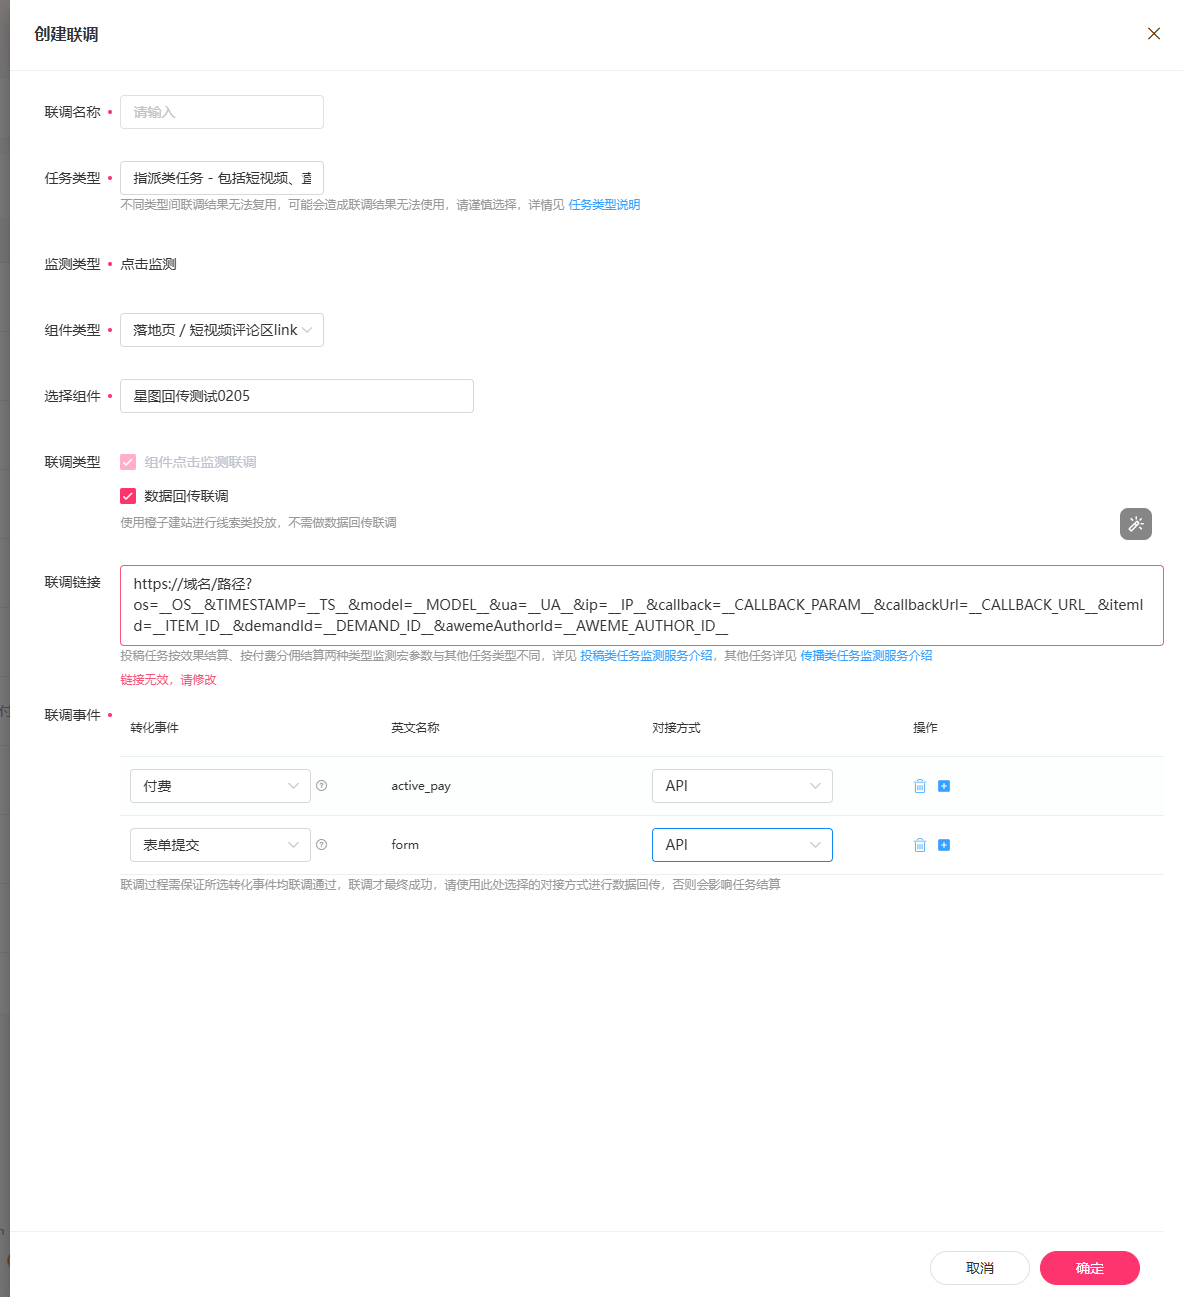 创建联调
联调名称
请输入
任务类型
指派类任务 - 包括短视频、直
不同类型间联调结果无法复用，可能会造成联调结果无法使用，请谨慎选择，详情见 任务类型说明
监测类型
点击监测
组件类型
落地页 / 短视频评论区link
选择组件
星图回传测试0205
联调类型
组件点击监测联调
数据回传联调
使用橙子建站进行线索类投放，不需做数据回传联调
联调链接
https://域名/路径?
os=__OS__&TIMESTAMP=__TS__&model=__MODEL__&ua=__UA__&ip=__IP__&callback=__CALLBACK_PARAM__&callbackUrl=__CALLBACK_URL__&itemI
d=__ITEM_ID__&demandId=__DEMAND_ID__&awemeAuthorId=__AWEME_AUTHOR_ID__
投稿任务按效果结算、按付费分佣结算两种类型监测宏参数与其他任务类型不同，详见 投稿类任务监测服务介绍，其他任务详见 传播类任务监测服务介绍
链接无效，请修改
联调事件
转化事件 英文名称 对接方式 操作
付费 active_pay API
表单提交 form API
联调过程需保证所选转化事件均联调通过，联调才最终成功，请使用此处选择的对接方式进行数据回传，否则会影响任务结算
取消 确定